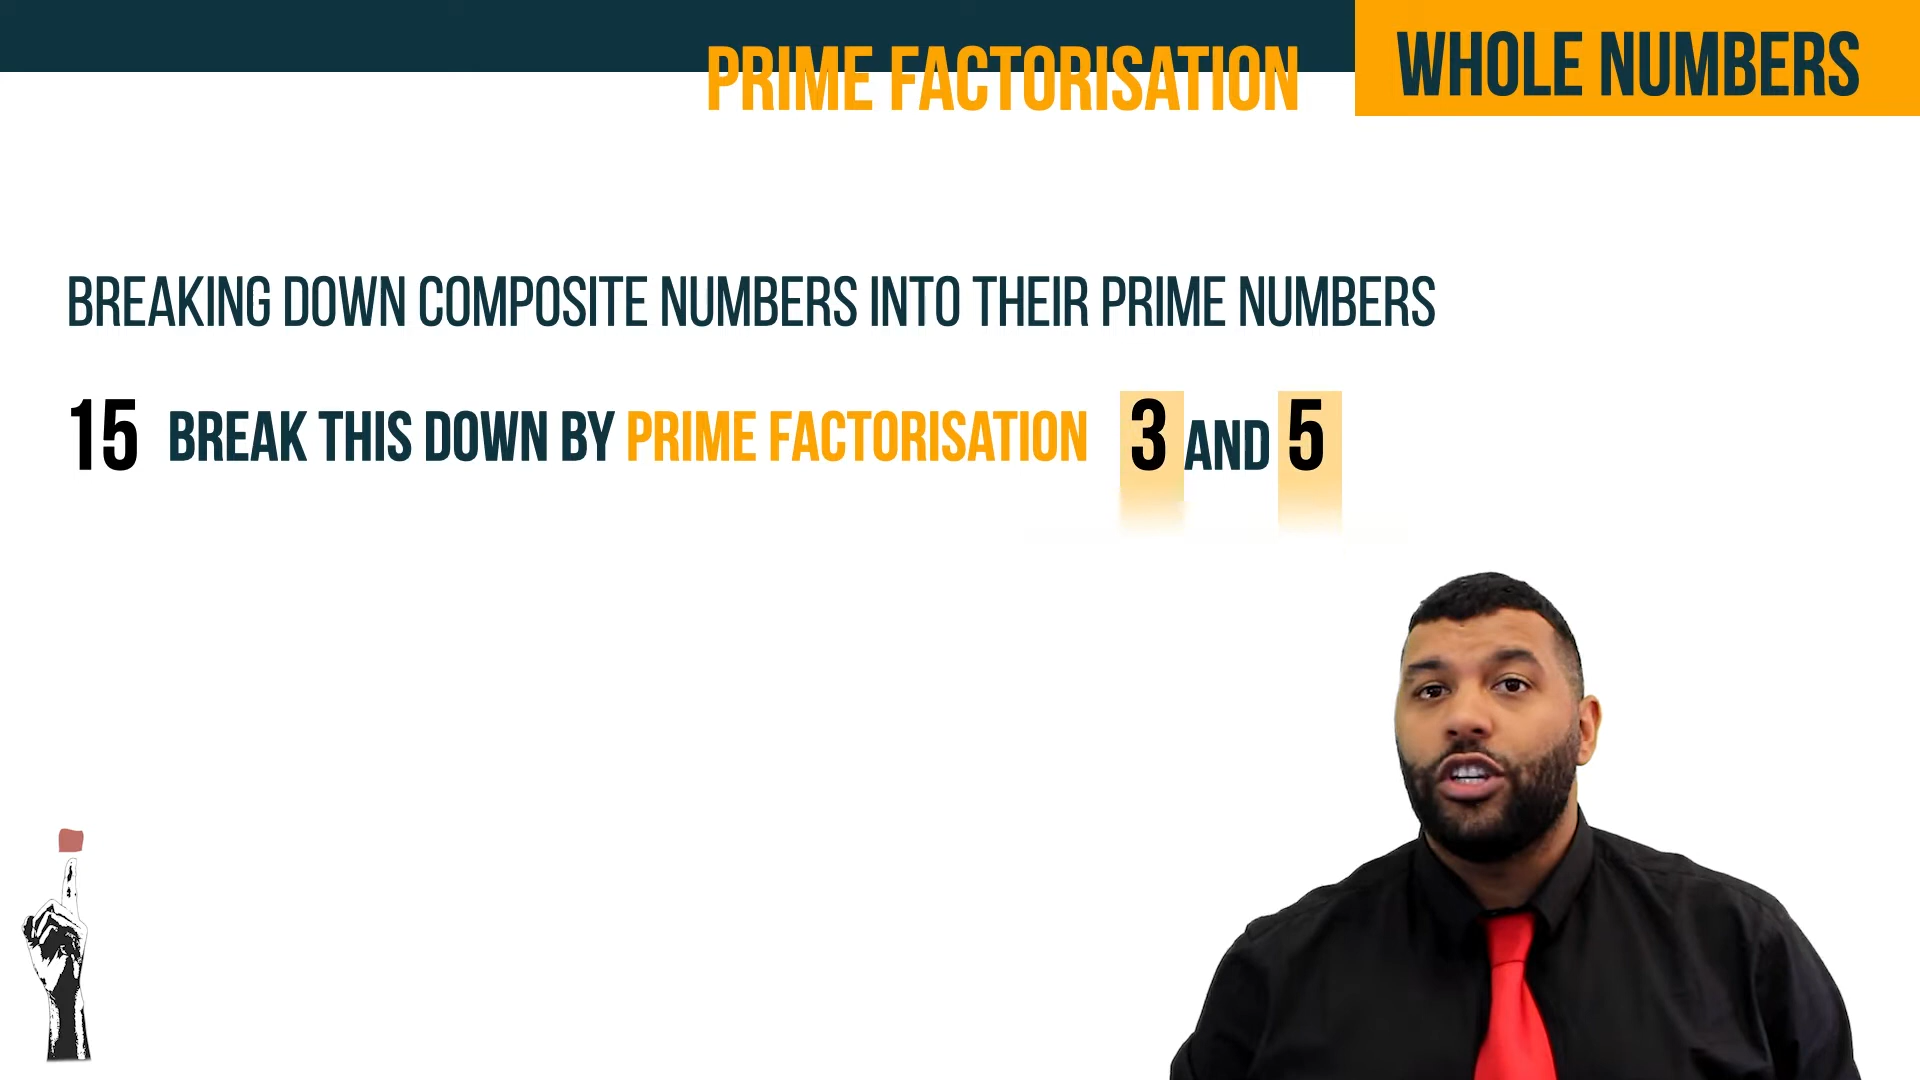 PRIME FACTORISATION
WHOLE NUMBERS
BREAKING DOWN COMPOSITE NUMBERS INTO THEIR PRIME NUMBERS
15 BREAK THIS DOWN BY PRIME FACTORISATION 3 AND 5